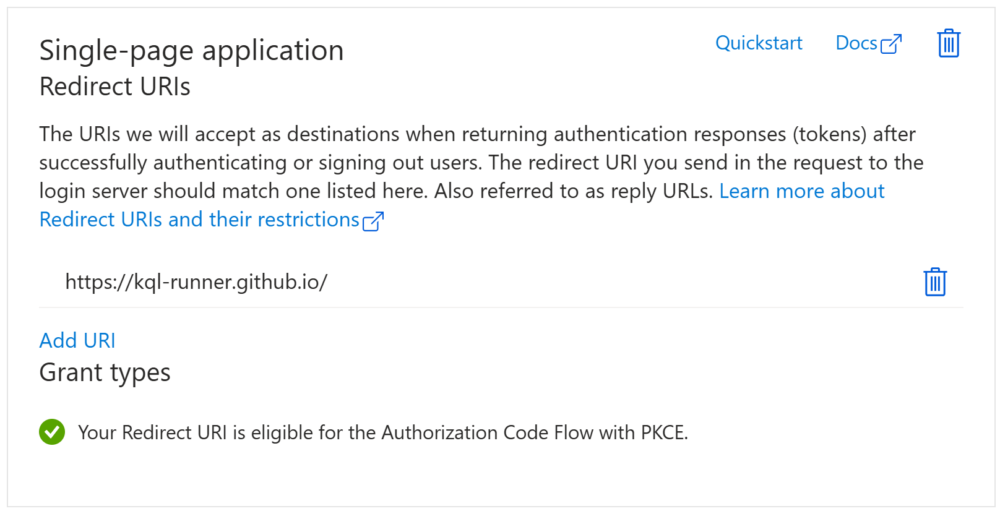 Single-page application
Quickstart
Docs
Redirect URIs
The URIs we will accept as destinations when returning authentication responses (tokens) after
successfully authenticating or signing out users. The redirect URI you send in the request to the
login server should match one listed here. Also referred to as reply URLs. Learn more about
Redirect URIs and their restrictions
https://kql-runner.github.io/
Add URI
Grant types
Your Redirect URI is eligible for the Authorization Code Flow with PKCE.